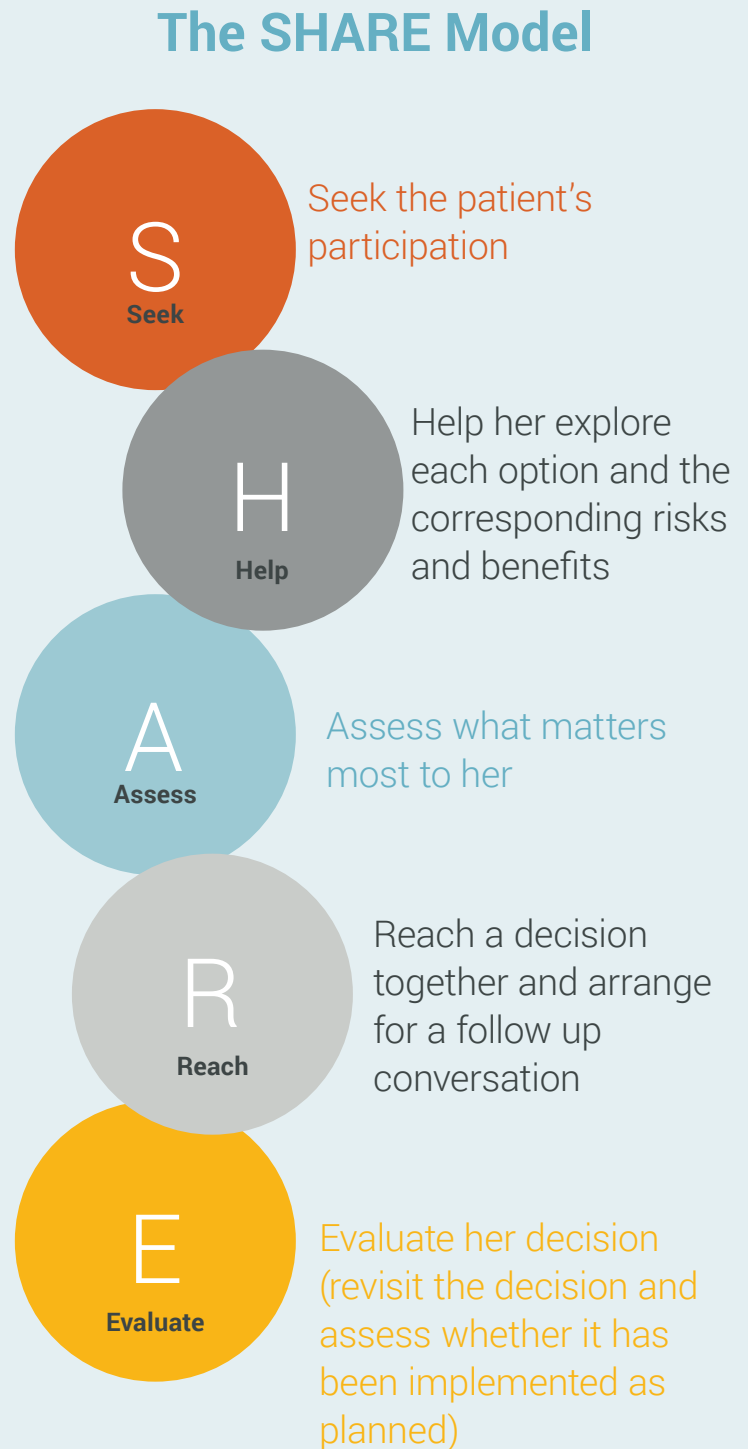 The SHARE Model
S
Seek
Seek the patient’s
participation
H
Help
Help her explore
each option and the
corresponding risks
and benefits
A
Assess
Assess what matters
most to her
R
Reach
Reach a decision
together and arrange
for a follow up
conversation
E
Evaluate
Evaluate her decision
(revisit the decision and
assess whether it has
been implemented as
planned)